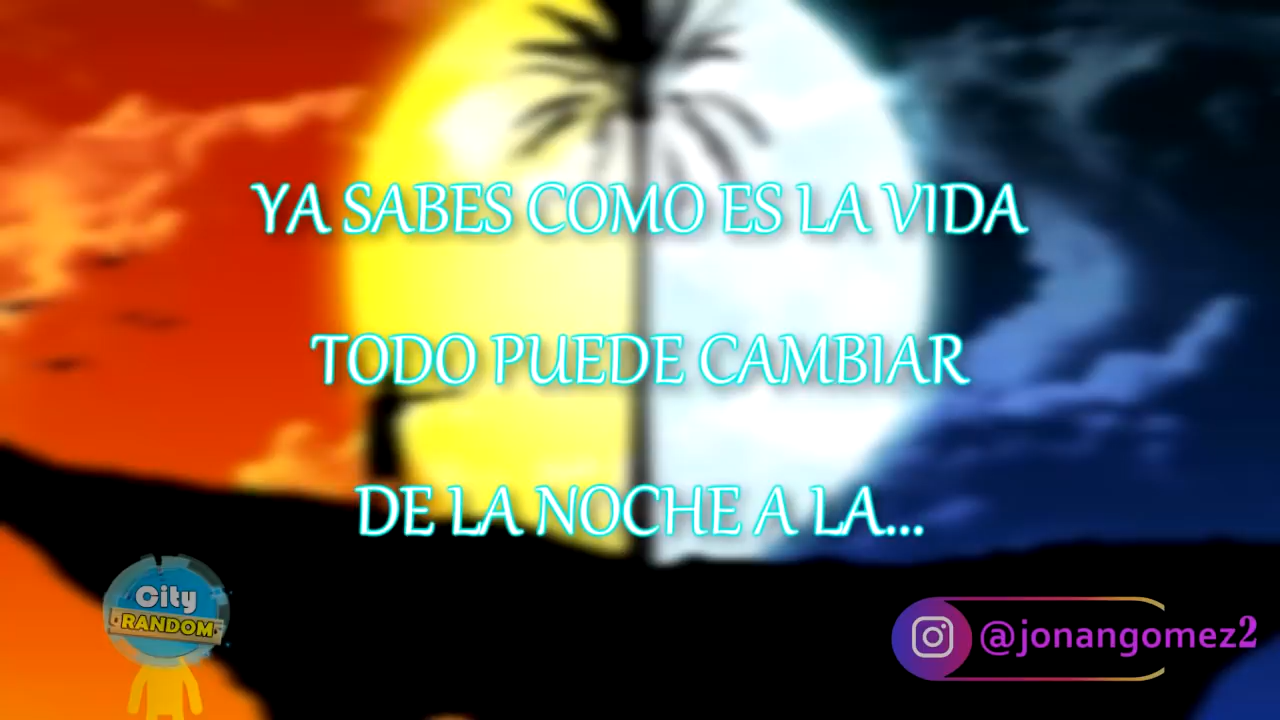 YA SABES COMO ES LA VIDA
TODO PUEDE CAMBIAR
DE LA NOCHE A LA...
City
RANDOM
@jonangomez2